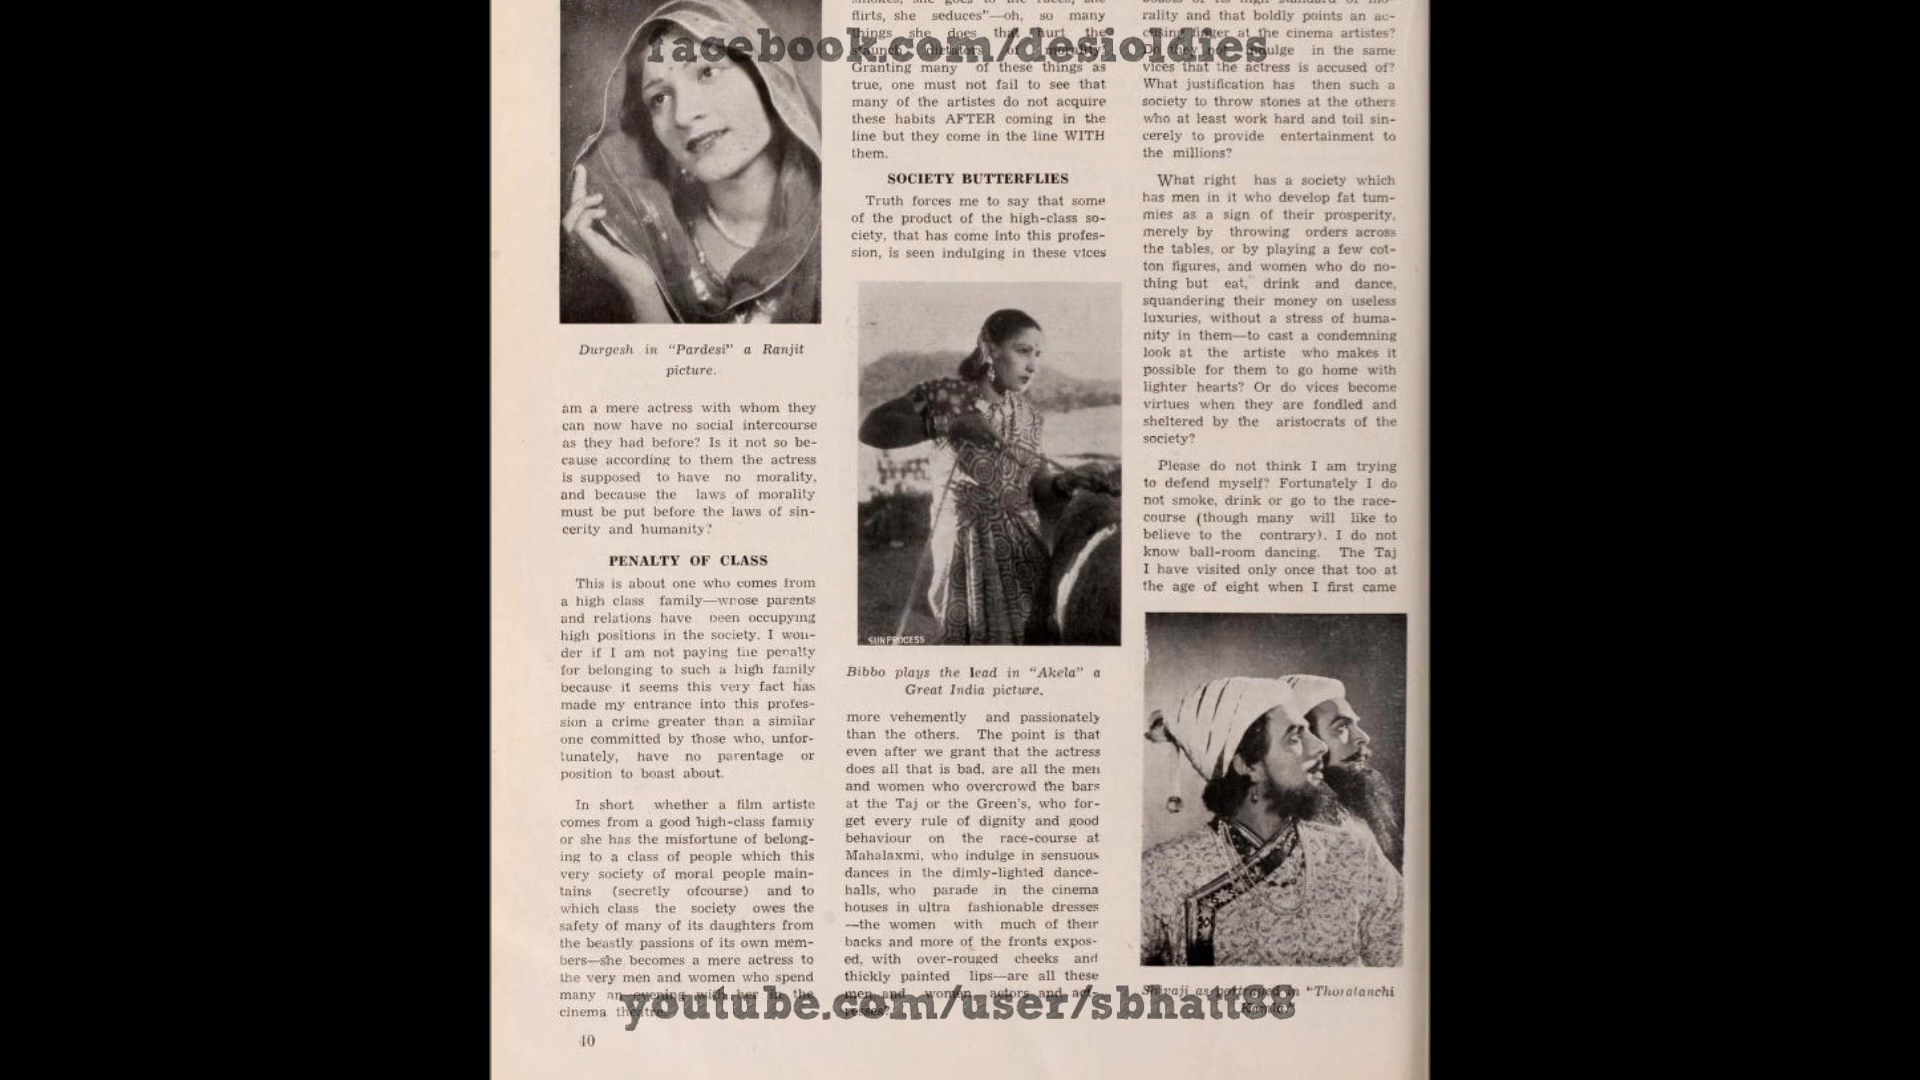 Durgesh in “Pardesi” a Ranjit
picture.
am a mere actress with whom they
can now have no social intercourse
as they had before? Is it not so be-
cause according to them the actress
is supposed to have no morality,
and because the laws of morality
must be put before the laws of sin-
cerity and humanity?
PENALTY OF CLASS
This is about one who comes from
a high class family—wrose parents
and relations have been occupying
high positions in the society. I won-
der if I am not paying the penalty
for belonging to such a high family
because it seems this very fact has
made my entrance into this profes-
sion a crime greater than a similar
one committed by those who, unfor-
tunately, have no parentage or
position to boast about.
In short whether a film artiste
comes from a good high-class family
or she has the misfortune of belong-
ing to a class of people which this
very society of moral people main-
tains (secretly ofcourse) and to
which class the society owes the
safety of many of its daughters from
the beastly passions of its own mem-
bers—she becomes a mere actress to
the very men and women who spend
many an evening with her in the
cinema theatre.
40
flirts, she seduces”—oh, so many
things she does that hurt the
staunch dictators of morality!
Granting many of these things as
true, one must not fail to see that
many of the artistes do not acquire
these habits AFTER coming in the
line but they come in the line WITH
them.
SOCIETY BUTTERFLIES
Truth forces me to say that some
of the product of the high-class so-
ciety, that has come into this profes-
sion, is seen indulging in these vices
SUN PROCESS
Bibbo plays the lead in “Akela” a
Great India picture.
more vehemently and passionately
than the others. The point is that
even after we grant that the actress
does all that is bad, are all the men
and women who overcrowd the bars
at the Taj or the Green's, who for-
get every rule of dignity and good
behaviour on the race-course at
Mahalaxmi, who indulge in sensuous
dances in the dimly-lighted dance-
halls, who parade in the cinema
houses in ultra fashionable dresses
—the women with much of their
backs and more of the fronts expos-
ed, with over-rouged cheeks and
thickly painted lips—are all these
men and women actors and act-
resses?
rality and that boldly points an ac-
cusing finger at the cinema artistes?
Do they not indulge in the same
vices that the actress is accused of?
What justification has then such a
society to throw stones at the others
who at least work hard and toil sin-
cerely to provide entertainment to
the millions?
What right has a society which
has men in it who develop fat tum-
mies as a sign of their prosperity,
merely by throwing orders across
the tables, or by playing a few cot-
ton figures, and women who do no-
thing but eat, drink and dance,
squandering their money on useless
luxuries, without a stress of huma-
nity in them—to cast a condemning
look at the artiste who makes it
possible for them to go home with
lighter hearts? Or do vices become
virtues when they are fondled and
sheltered by the aristocrats of the
society?
Please do not think I am trying
to defend myself? Fortunately I do
not smoke, drink or go to the race-
course (though many will like to
believe to the contrary). I do not
know ball-room dancing. The Taj
I have visited only once that too at
the age of eight when I first came
Shivaji as portrayed in “Thoratanchi
Kamla”
facebook.com/desioldies
youtube.com/user/sbhatt88